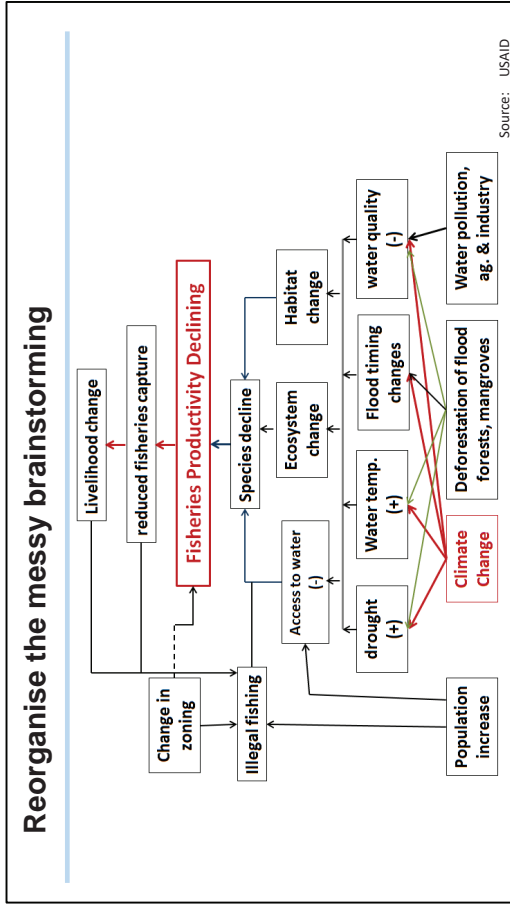 Reorganise the messy brainstorming
Livelihood change
reduced fisheries capture
Change in
zoning
Fisheries Productivity Declining
Illegal fishing
Species decline
Access to water
(-)
Ecosystem
change
Habitat
change
drought
(+)
Water temp.
(+)
Flood timing
changes
water quality
(-)
Population
increase
Climate
Change
Deforestation of flood
forests, mangroves
Water pollution,
ag. & industry
Source: USAID